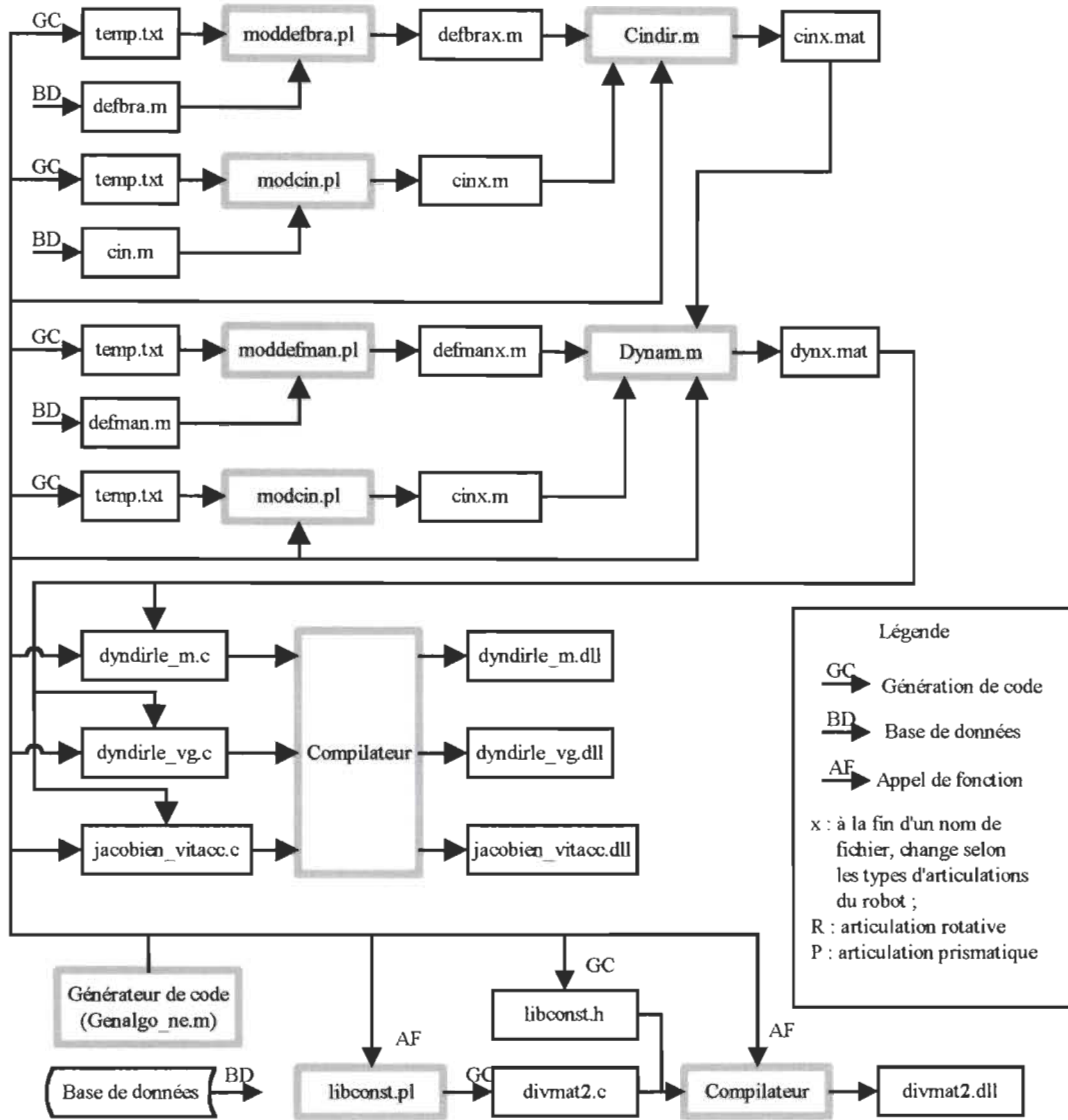 GC
temp.txt
moddefbra.pl
defbrax.m
Cindir.m
cinx.mat
BD
defbra.m
GC
temp.txt
modcin.pl
cinx.m
BD
cin.m
GC
temp.txt
moddefman.pl
defmanx.m
Dynam.m
dynx.mat
BD
defman.m
GC
temp.txt
modcin.pl
cinx.m
dyndirle_m.c
dyndirle_m.dll
dyndirle_vg.c
Compilateur
dyndirle_vg.dll
jacobien_vitacc.c
jacobien_vitacc.dll
Légende
GC
Génération de code
BD
Base de données
AF
Appel de fonction
x : à la fin d'un nom de
fichier, change selon
les types d'articulations
du robot ;
R : articulation rotative
P : articulation prismatique
Générateur de code
(Genalgo_ne.m)
GC
libconst.h
AF
AF
Base de données
BD
libconst.pl
GC
divmat2.c
Compilateur
divmat2.dll